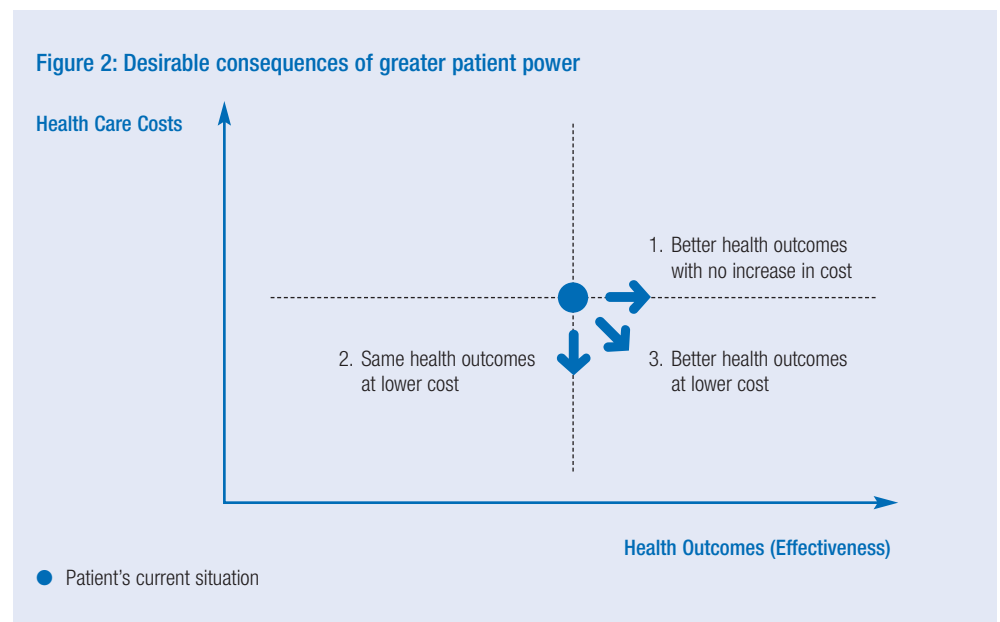 Figure 2: Desirable consequences of greater patient power
Health Care Costs
1. Better health outcomes
with no increase in cost
2. Same health outcomes
at lower cost
3. Better health outcomes
at lower cost
Health Outcomes (Effectiveness)
Patient's current situation